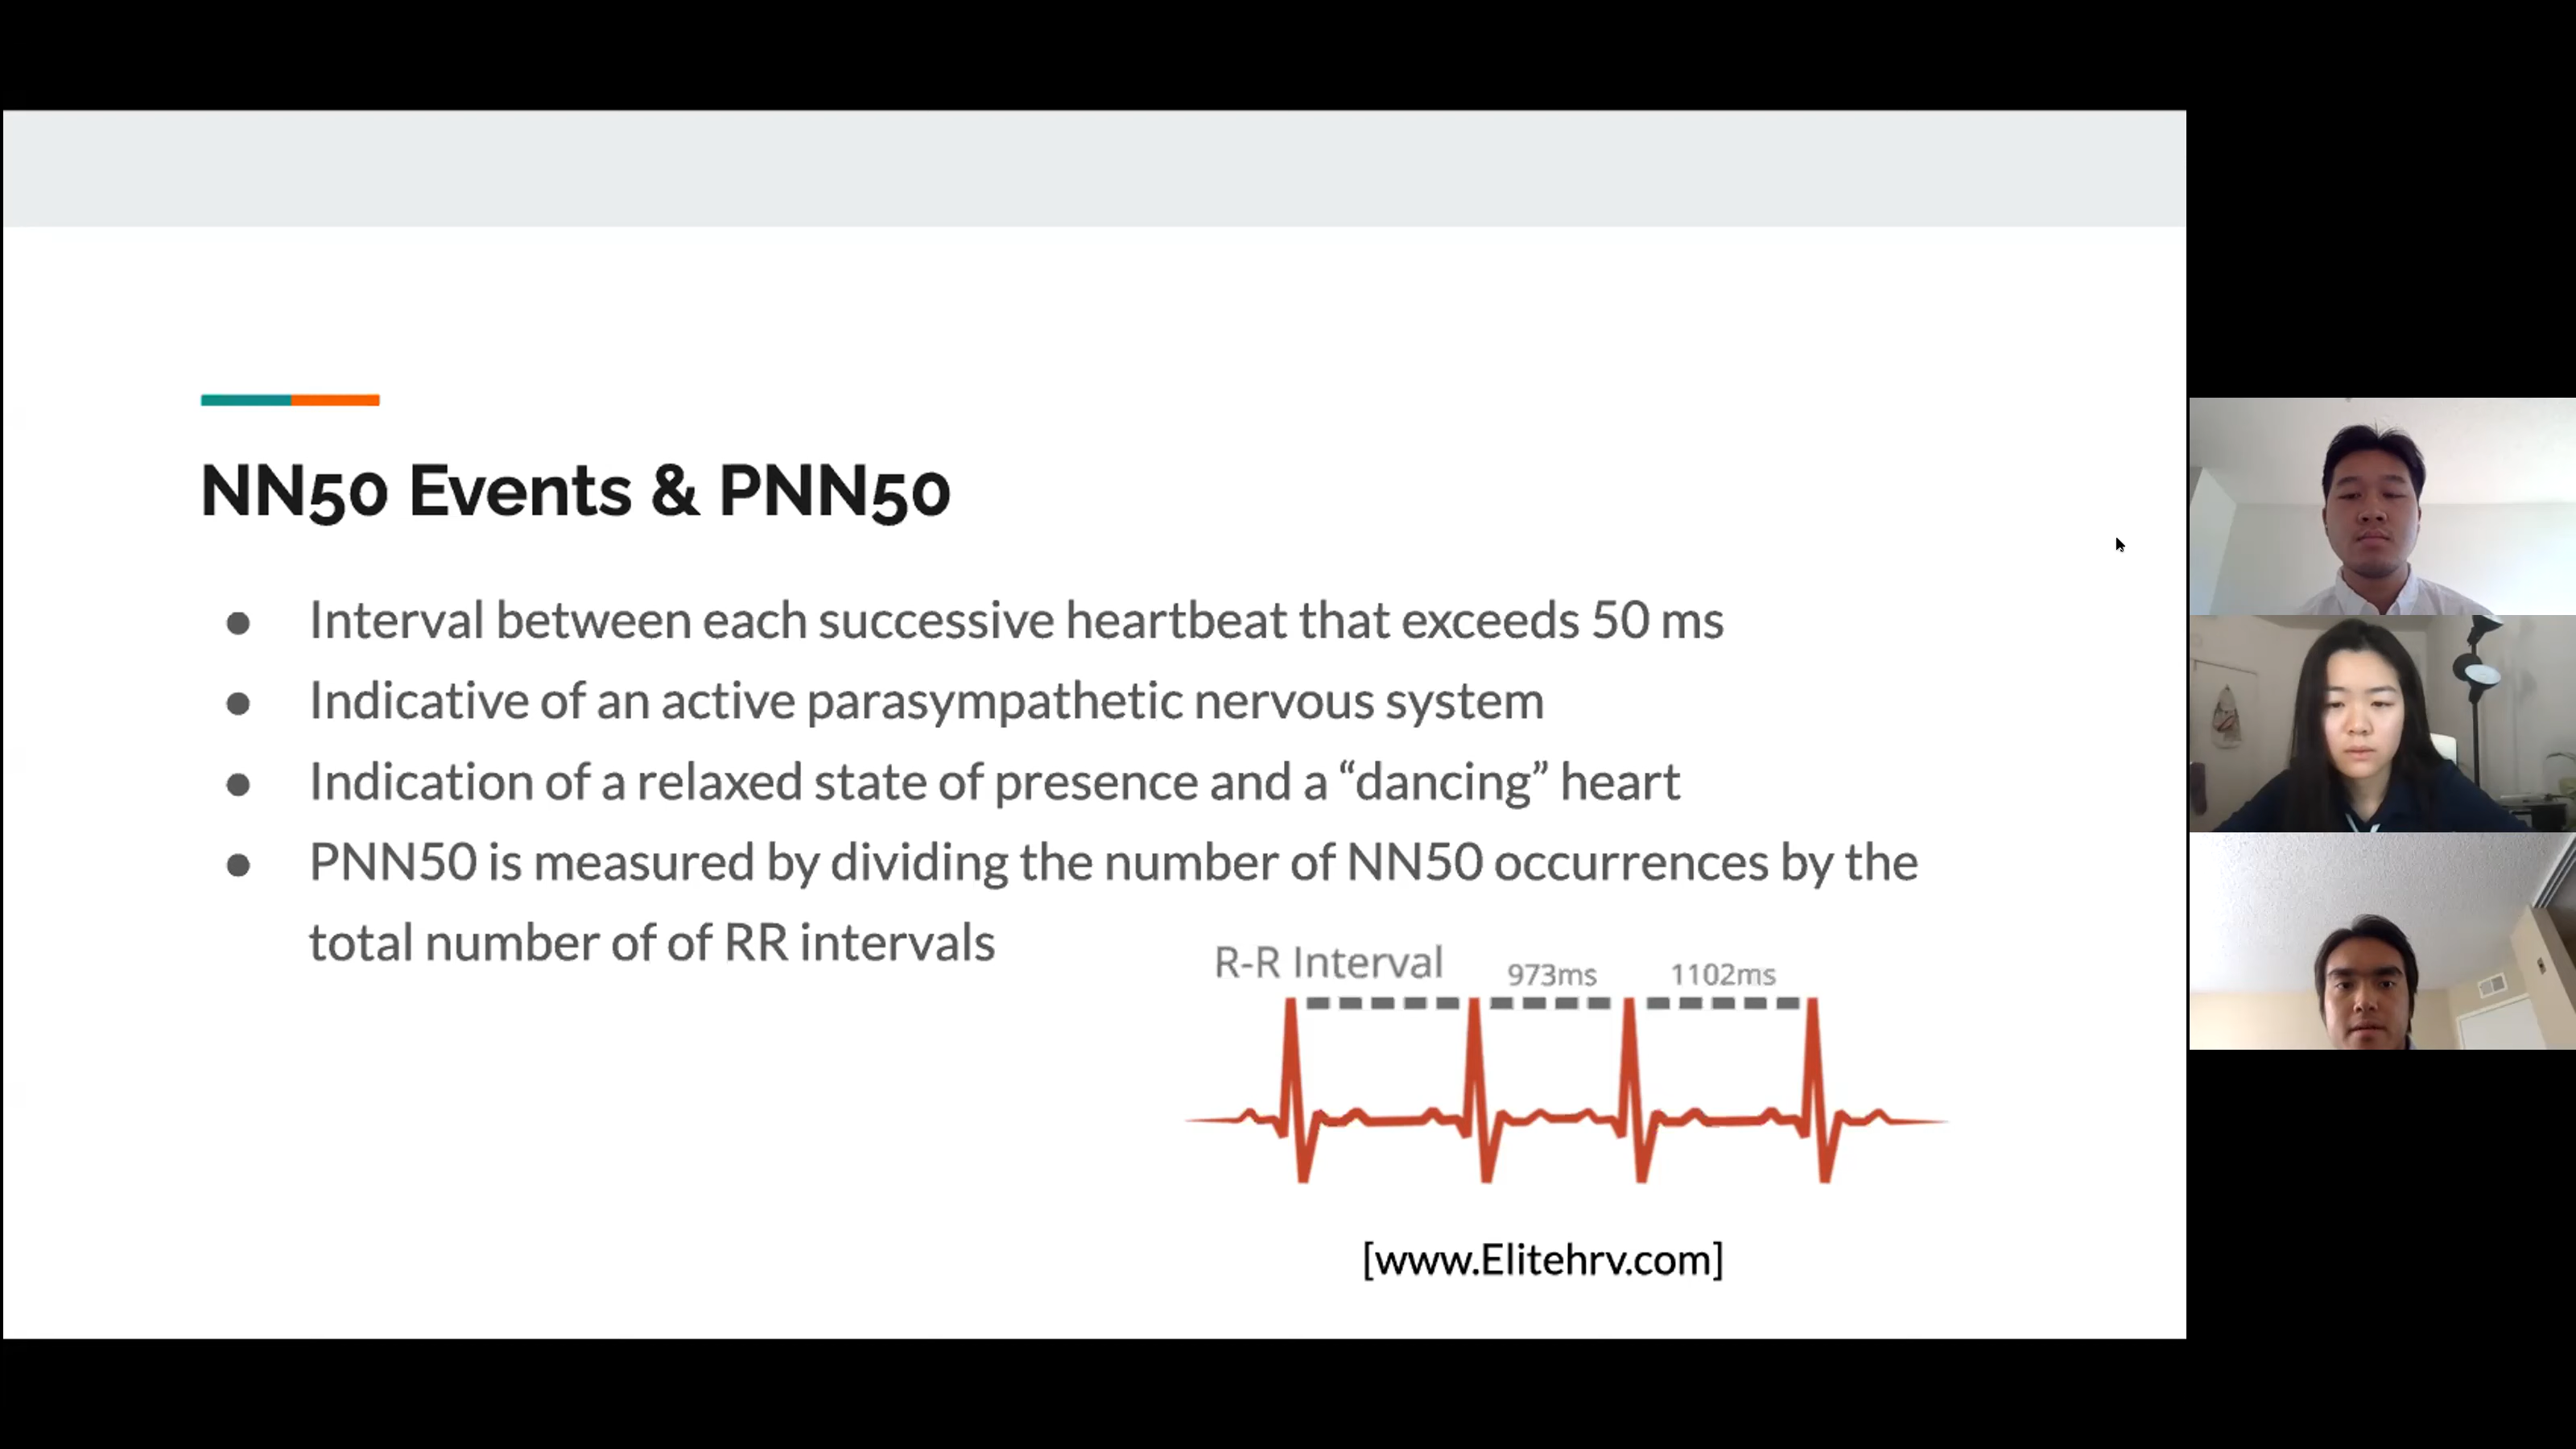 NN50 Events & PNN50
● Interval between each successive heartbeat that exceeds 50 ms
● Indicative of an active parasympathetic nervous system
● Indication of a relaxed state of presence and a “dancing” heart
● PNN50 is measured by dividing the number of NN50 occurrences by the
total number of of RR intervals
R-R Interval 973ms 1102ms
[www.Elitehrv.com]